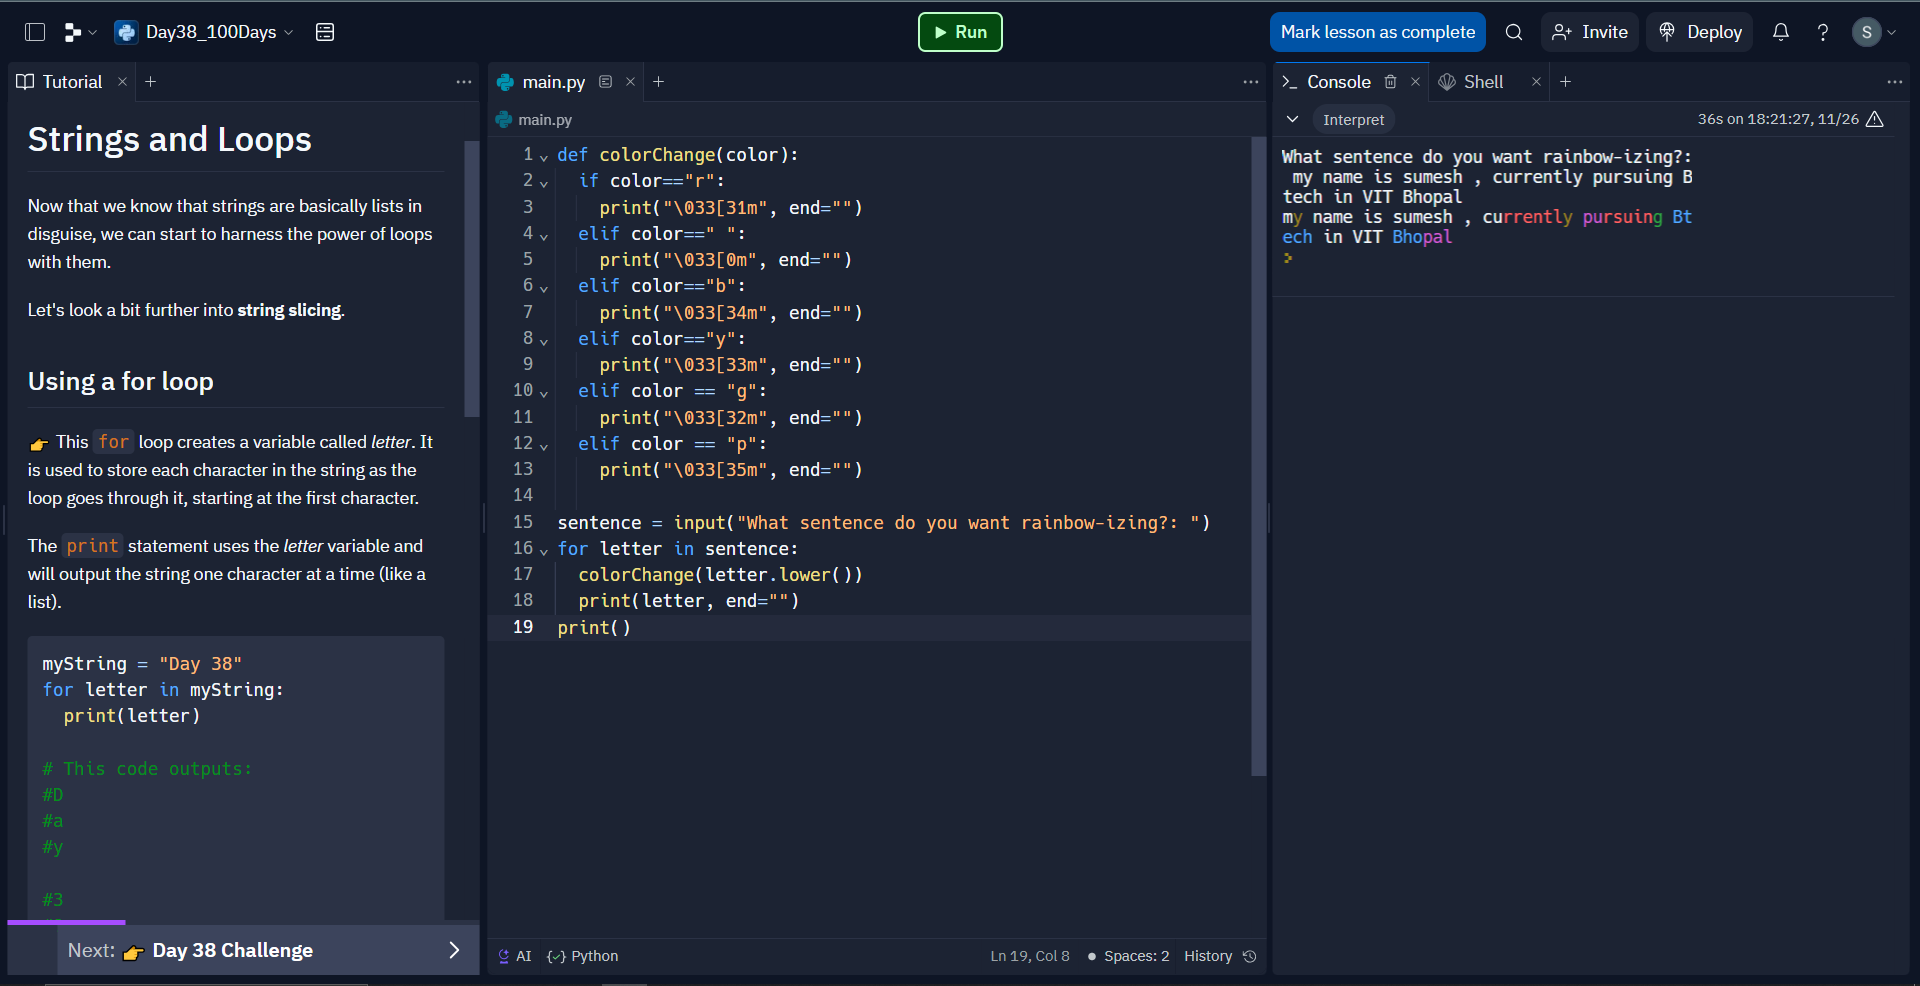 Day38_100Days
Run
Mark lesson as complete
Invite
Deploy
?
S
Tutorial
Strings and Loops
Now that we know that strings are basically lists in
disguise, we can start to harness the power of loops
with them.
Let's look a bit further into string slicing.
Using a for loop
👉 This for loop creates a variable called letter. It
is used to store each character in the string as the
loop goes through it, starting at the first character.
The print statement uses the letter variable and
will output the string one character at a time (like a
list).
myString = "Day 38"
for letter in myString:
  print(letter)
# This code outputs:
#D
#a
#y
#3
Next: 👉 Day 38 Challenge
main.py
main.py
1 def colorChange(color):
2   if color=="r":
3     print("\033[31m", end="")
4   elif color==" ":
5     print("\033[0m", end="")
6   elif color=="b":
7     print("\033[34m", end="")
8   elif color=="y":
9     print("\033[33m", end="")
10   elif color == "g":
11     print("\033[32m", end="")
12   elif color == "p":
13     print("\033[35m", end="")
14
15 sentence = input("What sentence do you want rainbow-izing?: ")
16 for letter in sentence:
17   colorChange(letter.lower())
18   print(letter, end="")
19 print()
AI
{✓} Python
Ln 19, Col 8
Spaces: 2
History
Console
Shell
Interpret
36s on 18:21:27, 11/26
What sentence do you want rainbow-izing?:
 my name is sumesh , currently pursuing B
tech in VIT Bhopal
my name is sumesh , currently pursuing Bt
ech in VIT Bhopal
>